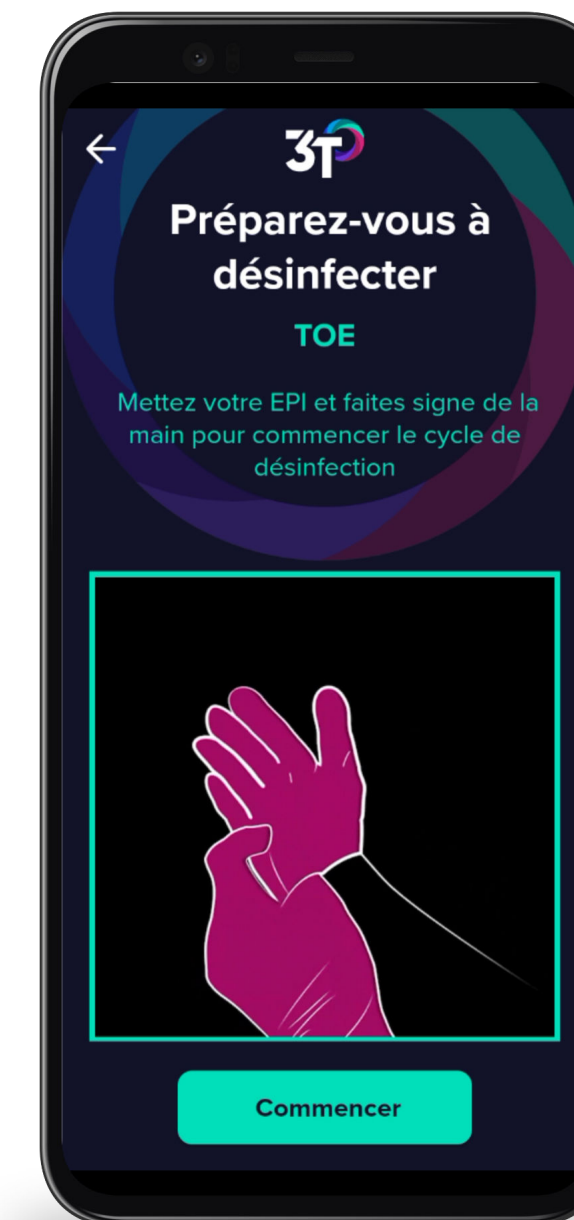 3T
Préparez-vous à
désinfecter
TOE
Mettez votre EPI et faites signe de la
main pour commencer le cycle de
désinfection
Commencer